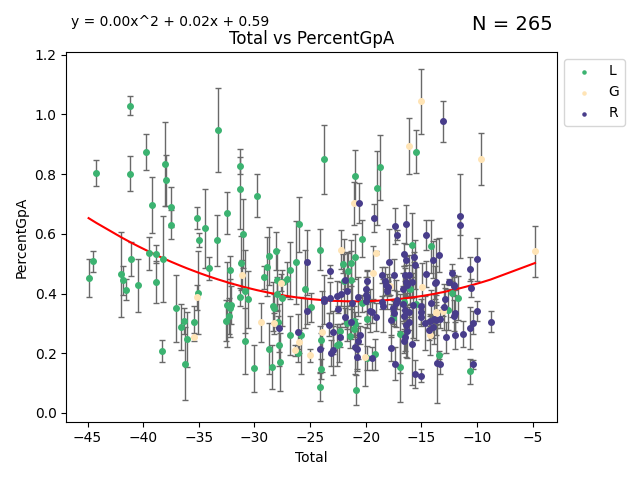 y = 0.00x^2 + 0.02x + 0.59
N = 265
Total vs PercentGpA
1.2
1.0
0.8
0.6
0.4
0.2
0.0
PercentGpA
−45
−40
−35
−30
−25
−20
−15
−10
−5
Total
L
G
R